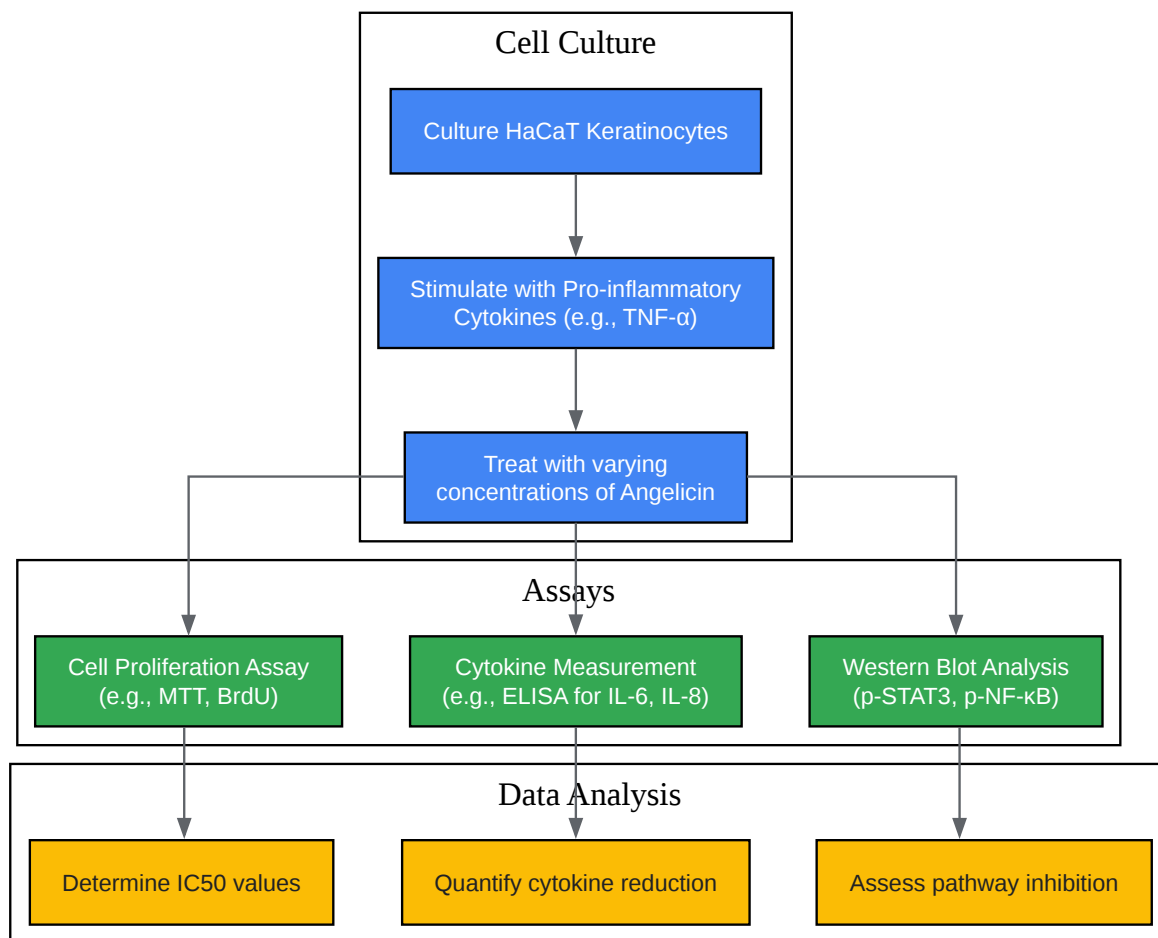 Cell Culture
Culture HaCaT Keratinocytes
Stimulate with Pro-inflammatory
Cytokines (e.g., TNF-α)
Treat with varying
concentrations of Angelicin
Assays
Cell Proliferation Assay
(e.g., MTT, BrdU)
Cytokine Measurement
(e.g., ELISA for IL-6, IL-8)
Western Blot Analysis
(p-STAT3, p-NF-κB)
Data Analysis
Determine IC50 values
Quantify cytokine reduction
Assess pathway inhibition